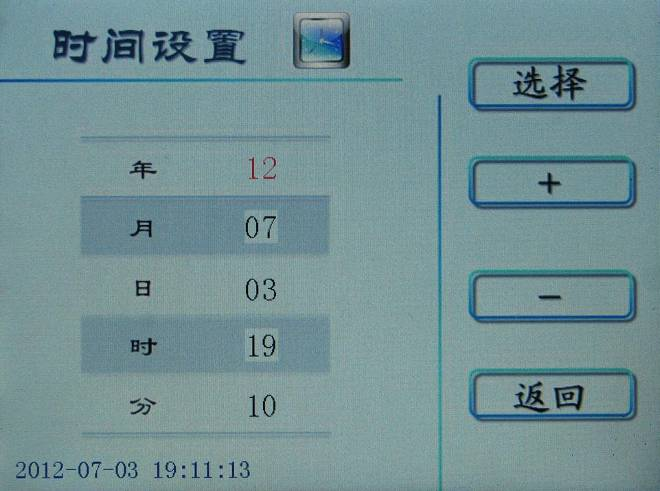 时间设置
选择
年 12
+
月 07
日 03
−
时 19
返回
分 10
2012-07-03 19:11:13